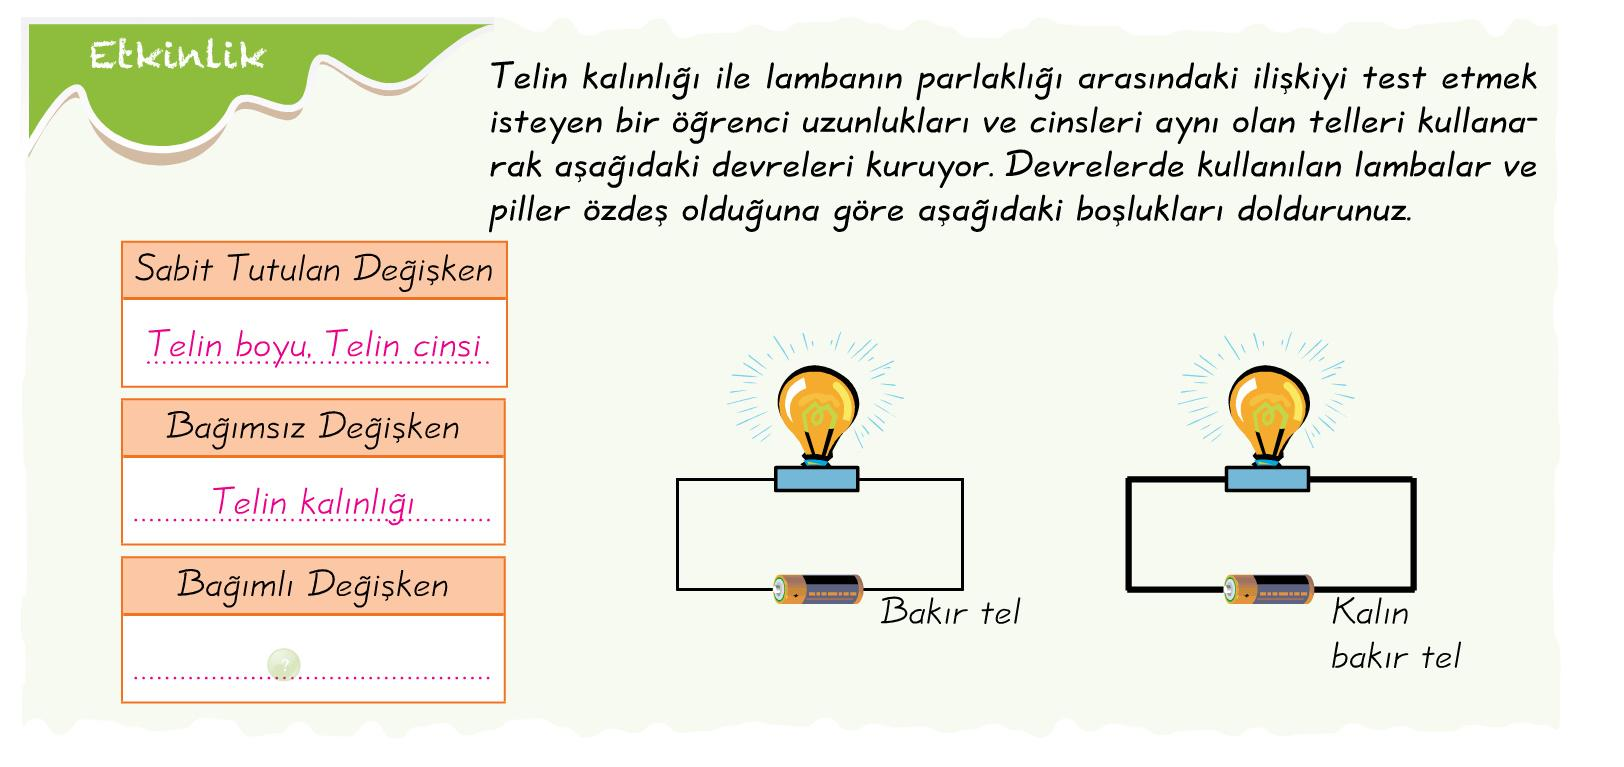 Etkinlik
Telin kalınlığı ile lambanın parlaklığı arasındaki ilişkiyi test etmek
isteyen bir öğrenci uzunlukları ve cinsleri aynı olan telleri kullana-
rak aşağıdaki devreleri kuruyor. Devrelerde kullanılan lambalar ve
piller özdeş olduğuna göre aşağıdaki boşlukları doldurunuz.
Sabit Tutulan Değişken
Telin boyu, Telin cinsi
Bağımsız Değişken
Telin kalınlığı
Bağımlı Değişken
?
Bakır tel
Kalın
bakır tel